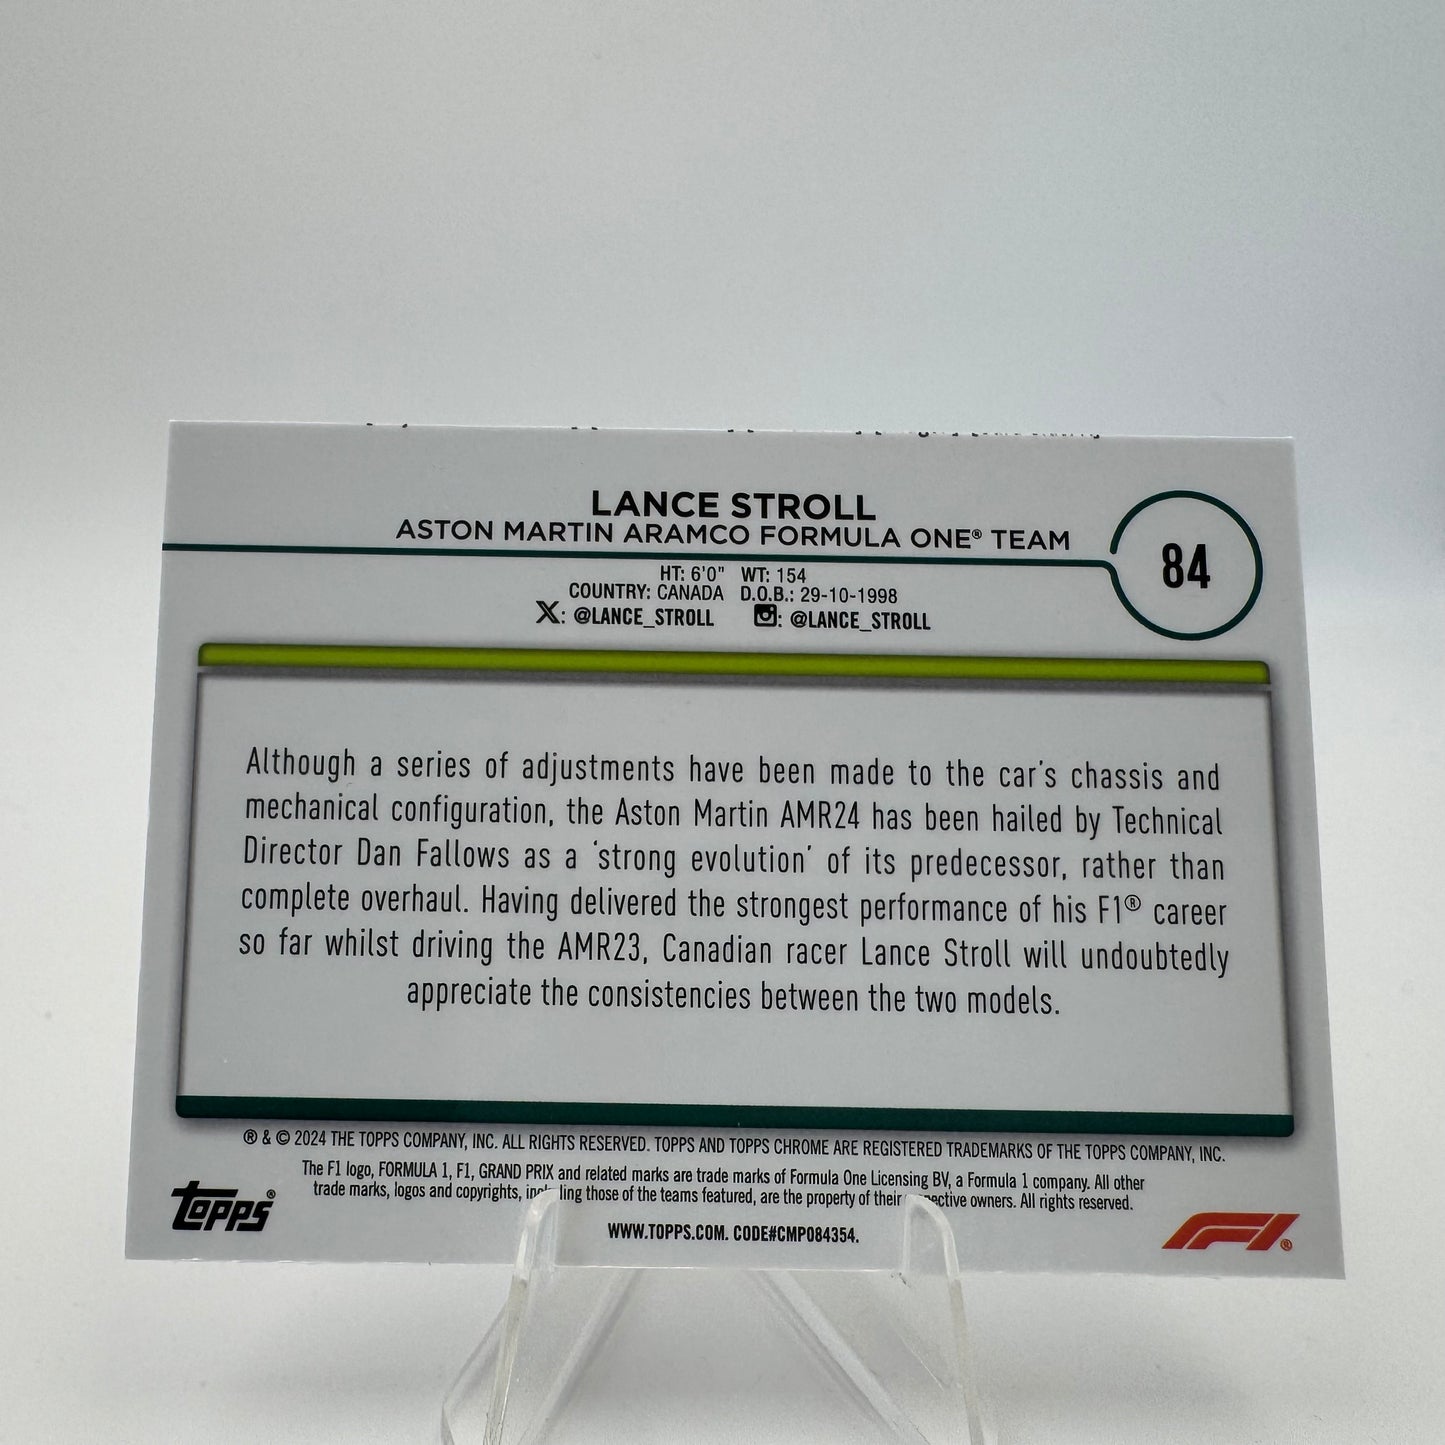 LANCE STROLL
ASTON MARTIN ARAMCO FORMULA ONE® TEAM
84
HT: 6'0" WT: 154
COUNTRY: CANADA D.O.B.: 29-10-1998
X: @LANCE_STROLL : @LANCE_STROLL
Although a series of adjustments have been made to the car's chassis and
mechanical configuration, the Aston Martin AMR24 has been hailed by Technical
Director Dan Fallows as a ‘strong evolution’ of its predecessor, rather than
complete overhaul. Having delivered the strongest performance of his F1® career
so far whilst driving the AMR23, Canadian racer Lance Stroll will undoubtedly
appreciate the consistencies between the two models.
® & © 2024 THE TOPPS COMPANY, INC. ALL RIGHTS RESERVED. TOPPS AND TOPPS CHROME ARE REGISTERED TRADEMARKS OF THE TOPPS COMPANY, INC.
The F1 logo, FORMULA 1, F1, GRAND PRIX and related marks are trade marks of Formula One Licensing BV, a Formula 1 company. All other
trade marks, logos and copyrights, ling those of the teams featured, are the property of their ective owners. All rights reserved.
topps®
WWW.TOPPS.COM. CODE#CMP084354.
F1®